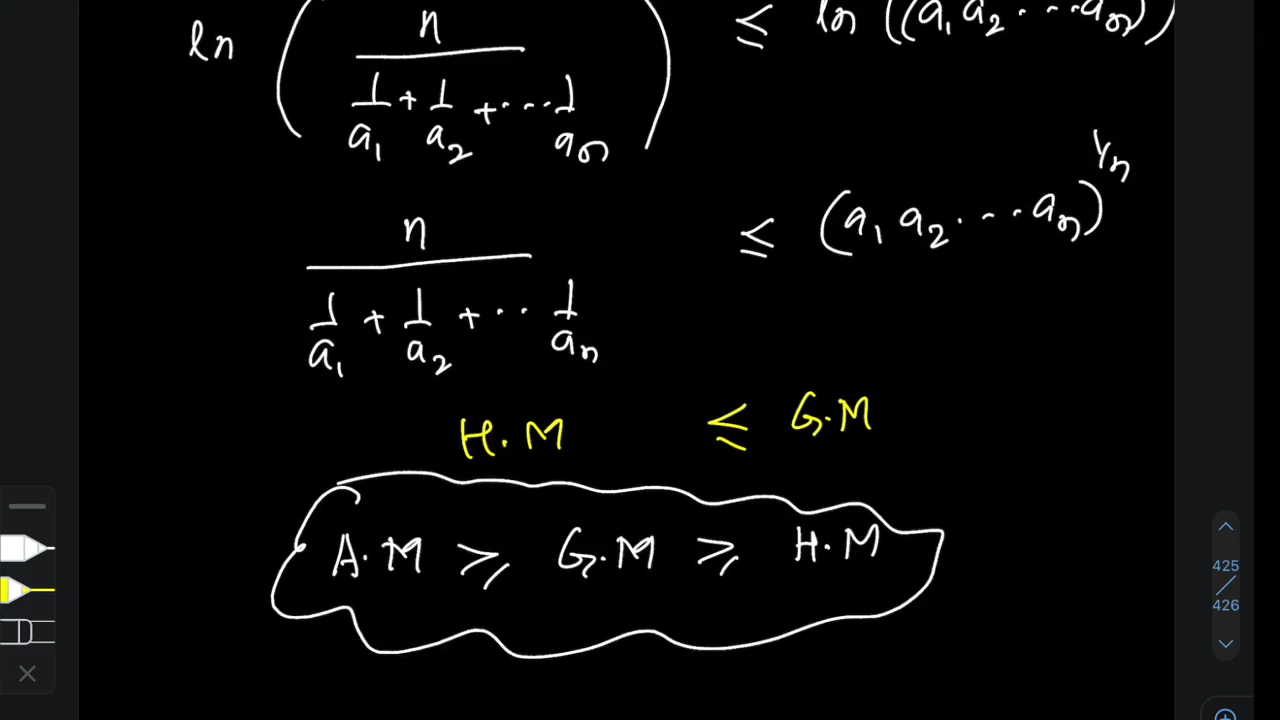 ln ( n / (1/a₁ + 1/a₂ + ··· 1/aₙ) ) ≤ ln ((a₁ a₂ ··· aₙ))
n / (1/a₁ + 1/a₂ + ·· 1/aₙ) ≤ (a₁ a₂ ··· aₙ)^(1/n)
H.M ≤ G.M
A.M ≥ G.M ≥ H.M
425
/
426